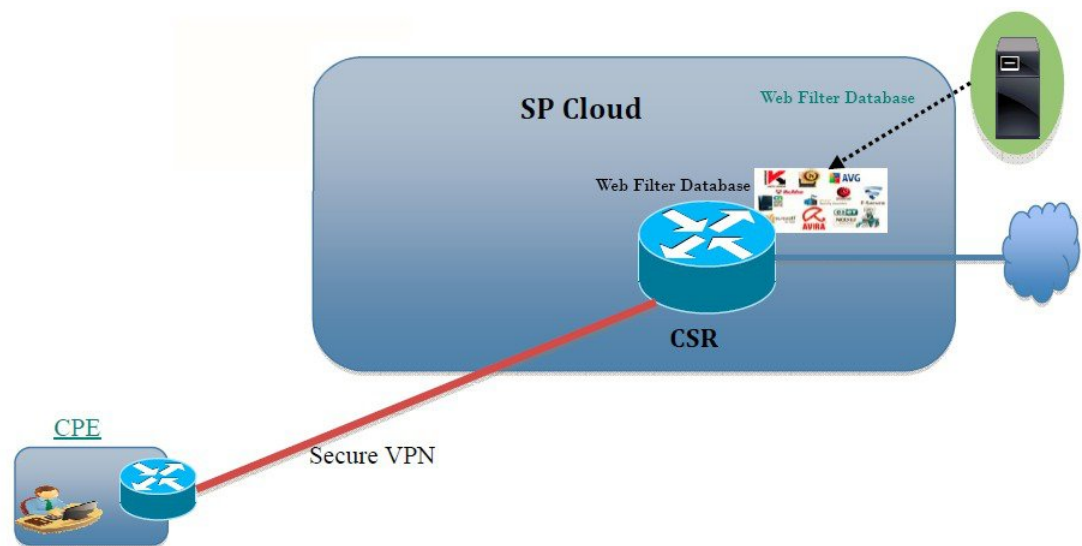 SP Cloud
Web Filter Database
Web Filter Database
AVG
AVIRA
CSR
CPE
Secure VPN